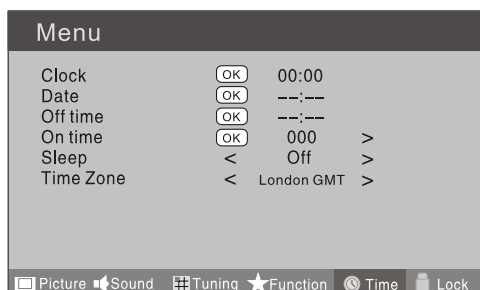 Menu
Clock OK 00:00
Date OK --:--
Off time OK --:--
On time OK 000 >
Sleep < Off >
Time Zone < London GMT >
Picture Sound Tuning Function Time Lock